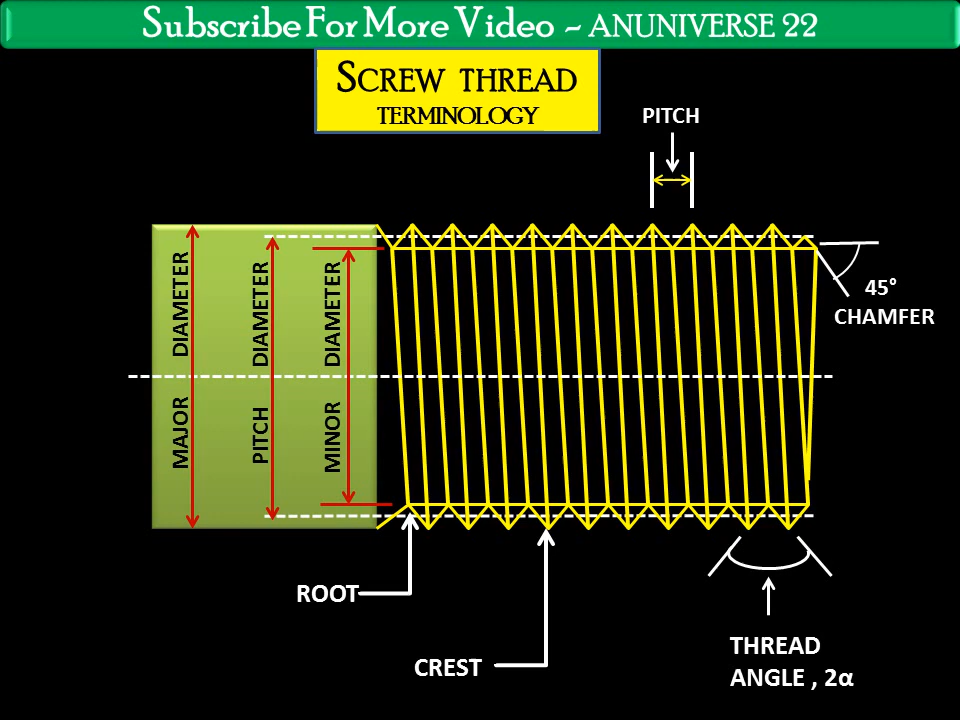 Subscribe For More Video - ANUNIVERSE 22
SCREW THREAD
TERMINOLOGY
PITCH
MAJOR DIAMETER
PITCH DIAMETER
MINOR DIAMETER
45°
CHAMFER
ROOT
CREST
THREAD
ANGLE , 2α